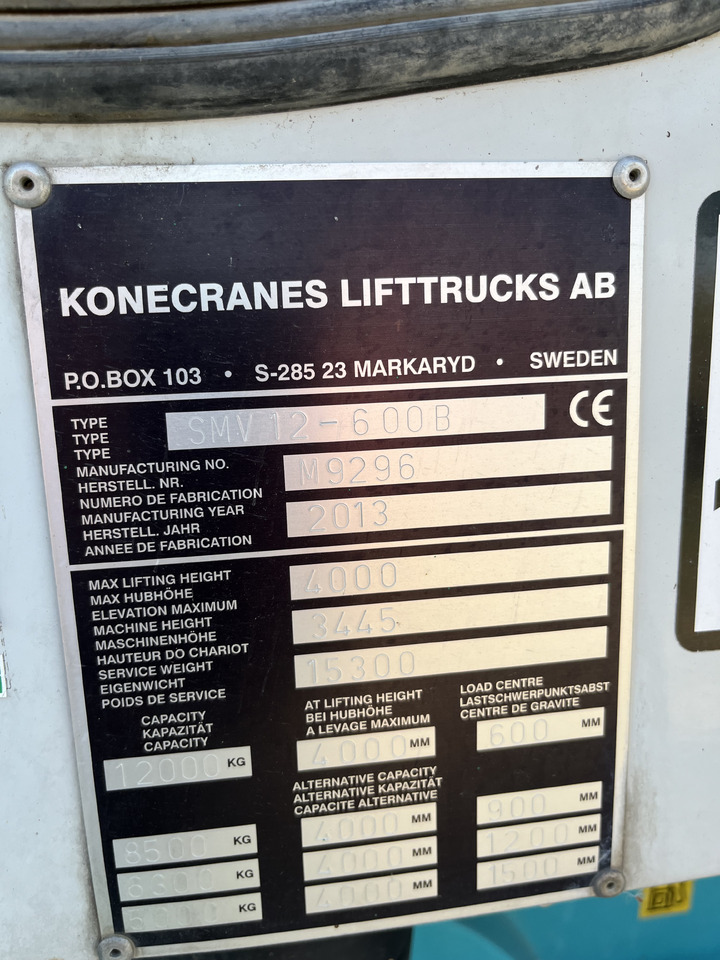 KONECRANES LIFTTRUCKS AB
P.O.BOX 103 • S-285 23 MARKARYD • SWEDEN
TYPE SMV 12-600B CE
TYPE
TYPE
MANUFACTURING NO. M9296
HERSTELL. NR.
NUMERO DE FABRICATION
MANUFACTURING YEAR 2013
HERSTELL. JAHR
ANNEE DE FABRICATION
MAX LIFTING HEIGHT 4000
MAX HUBHÖHE
ELEVATION MAXIMUM
MACHINE HEIGHT 3445
MASCHINENHÖHE
HAUTEUR DO CHARIOT
SERVICE WEIGHT 15300
EIGENWICHT
POIDS DE SERVICE
CAPACITY AT LIFTING HEIGHT LOAD CENTRE
KAPAZITÄT BEI HUBHÖHE LASTSCHWERPUNKTSABST
CAPACITY A LEVAGE MAXIMUM CENTRE DE GRAVITE
12000 KG 4000 MM 600 MM
ALTERNATIVE CAPACITY
ALTERNATIVE KAPAZITÄT
CAPACITE ALTERNATIVE
8500 KG 4000 MM 900 MM
6300 KG 4000 MM 1200 MM
KG 4000 MM 1500 MM